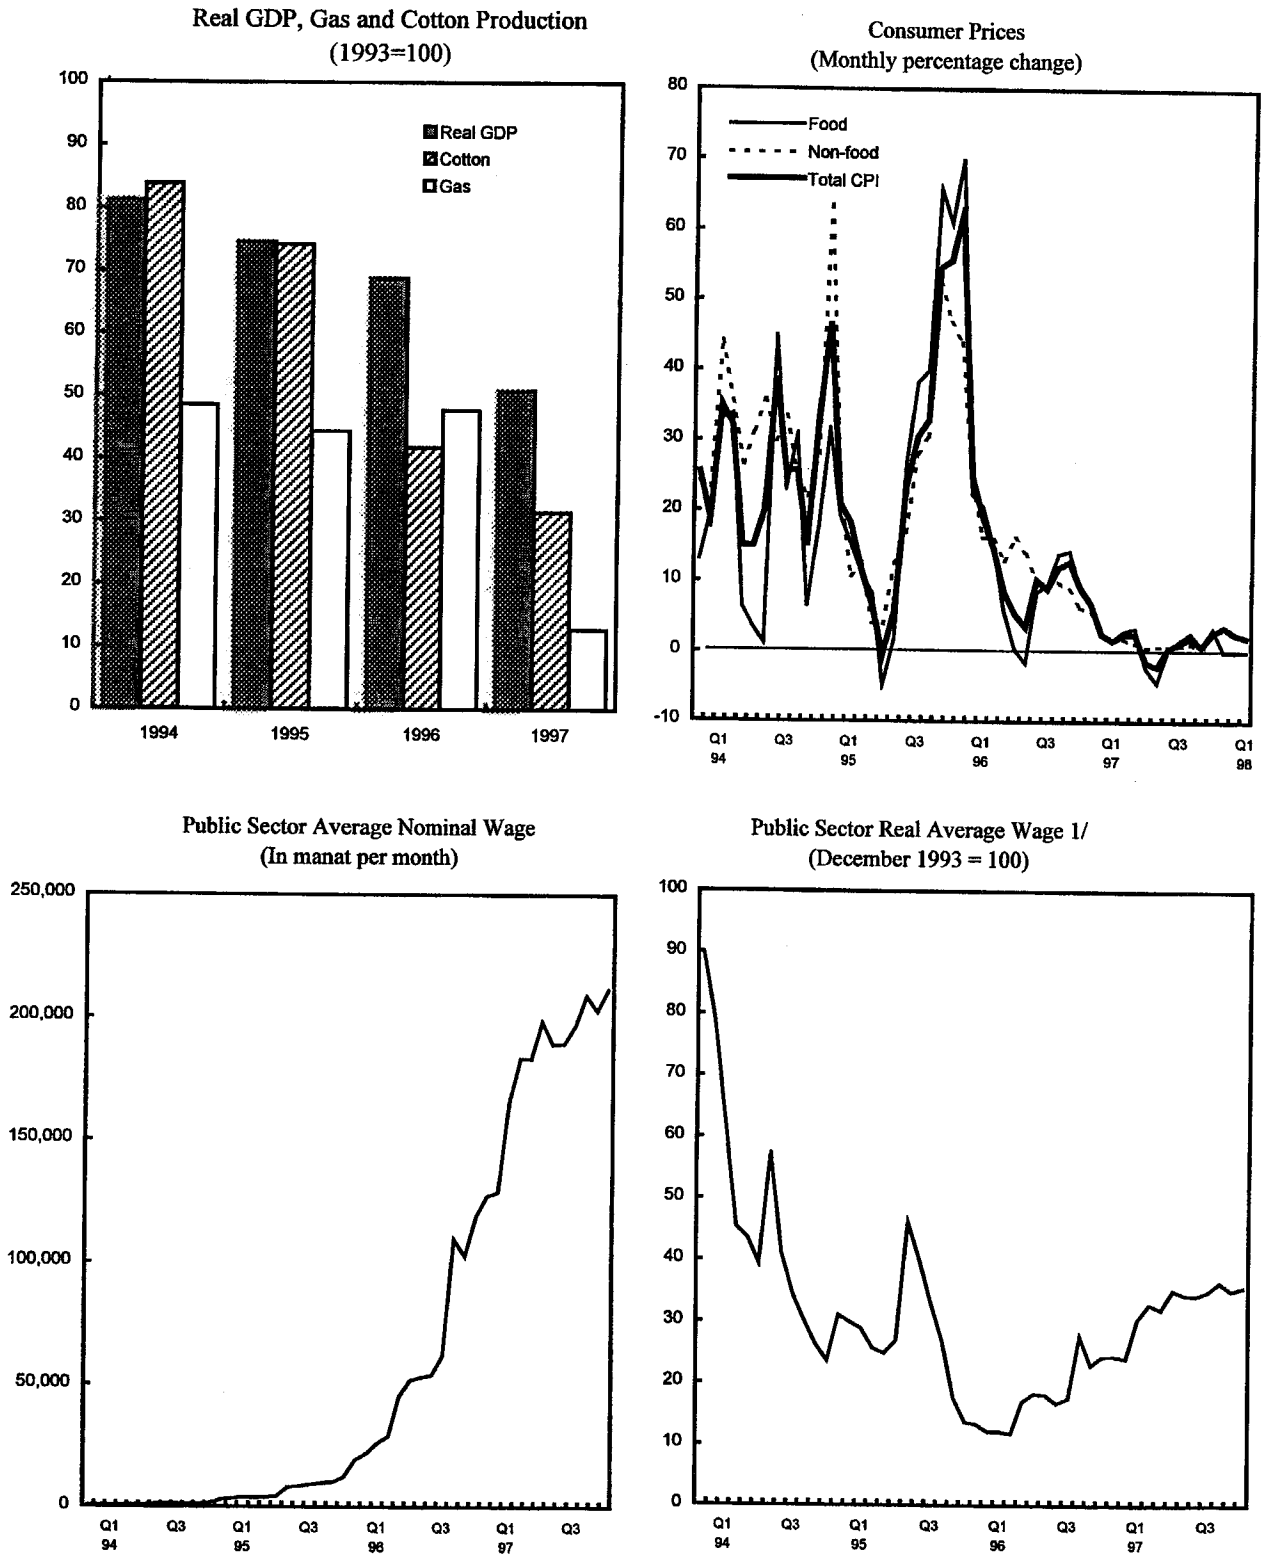 Real GDP, Gas and Cotton Production
(1993=100)
100
90
80
70
60
50
40
30
20
10
0
Real GDP
Cotton
Gas
1994 1995 1996 1997
Consumer Prices
(Monthly percentage change)
80
70
60
50
40
30
20
10
0
-10
Food
Non-food
Total CPI
Q1 Q3 Q1 Q3 Q1 Q3 Q1 Q3 Q1
94 95 96 97 98
Public Sector Average Nominal Wage
(In manat per month)
250,000
200,000
150,000
100,000
50,000
0
Q1 Q3 Q1 Q3 Q1 Q3 Q1 Q3
94 95 96 97
Public Sector Real Average Wage 1/
(December 1993 = 100)
100
90
80
70
60
50
40
30
20
10
0
Q1 Q3 Q1 Q3 Q1 Q3 Q1 Q3
94 95 96 97